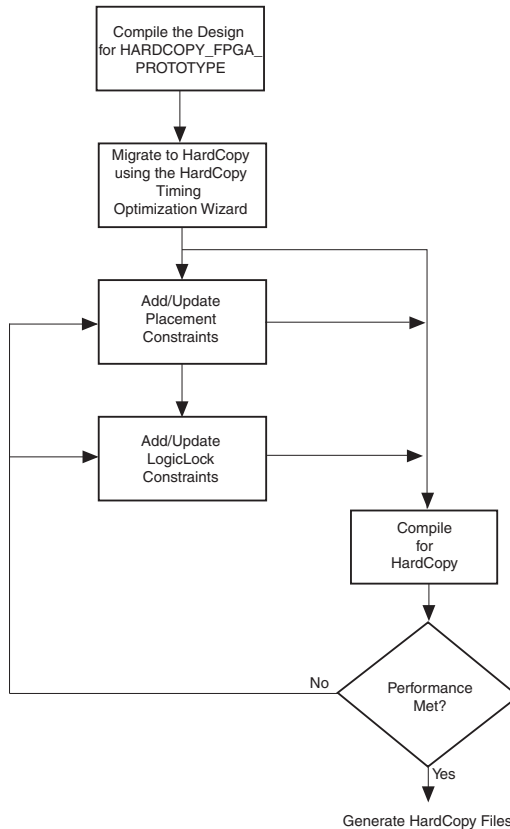 Compile the Design
for HARDCOPY_FPGA_
PROTOTYPE
Migrate to HardCopy
using the HardCopy
Timing
Optimization Wizard
Add/Update
Placement
Constraints
Add/Update
LogicLock
Constraints
Compile
for
HardCopy
Performance
Met?
No
Yes
Generate HardCopy Files